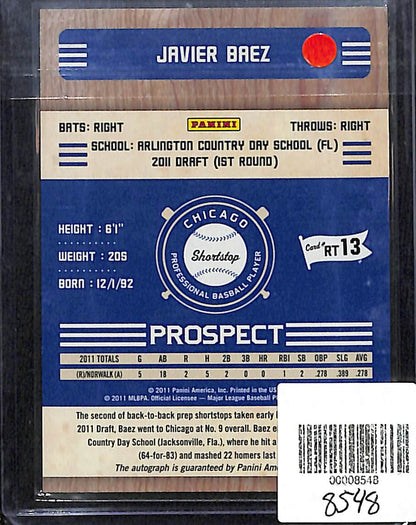 JAVIER BAEZ
BATS: RIGHT
PANINI
THROWS: RIGHT
SCHOOL: ARLINGTON COUNTRY DAY SCHOOL (FL)
2011 DRAFT (1ST ROUND)
HEIGHT : 6'1"
WEIGHT : 205
BORN : 12/1/92
CHICAGO
Shortstop
PROFESSIONAL BASBALL PLAYER
Card # RT 13
PROSPECT
2011 TOTALS G AB R H 2B 3B HR RBI SB OBP SLG AVG
(R)/NORWALK (A) 5 18 2 5 2 0 0 1 2 .278 .389 .278
© 2011 Panini America, Inc. Printed in the US
© 2011 MLBPA. Official Licensee — Major League Baseball P
The second of back-to-back prep shortstops taken early
2011 Draft, Baez went to Chicago at No. 9 overall. Baez
Country Day School (Jacksonville, Fla.), where he hit a
(64-for-83) and mashed 22 homers last
The autograph is guaranteed by Panini Amer
00008548
8548